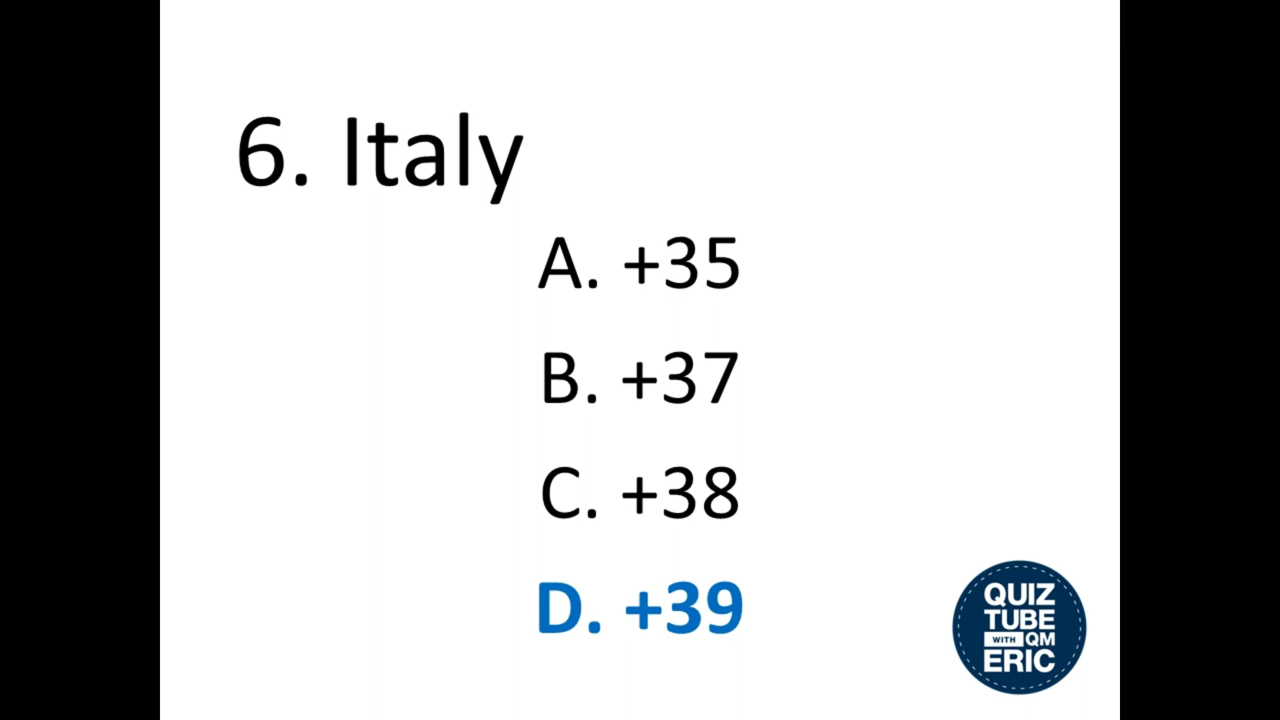 6. Italy
A. +35
B. +37
C. +38
D. +39
QUIZ
TUBE
WITH QM
ERIC